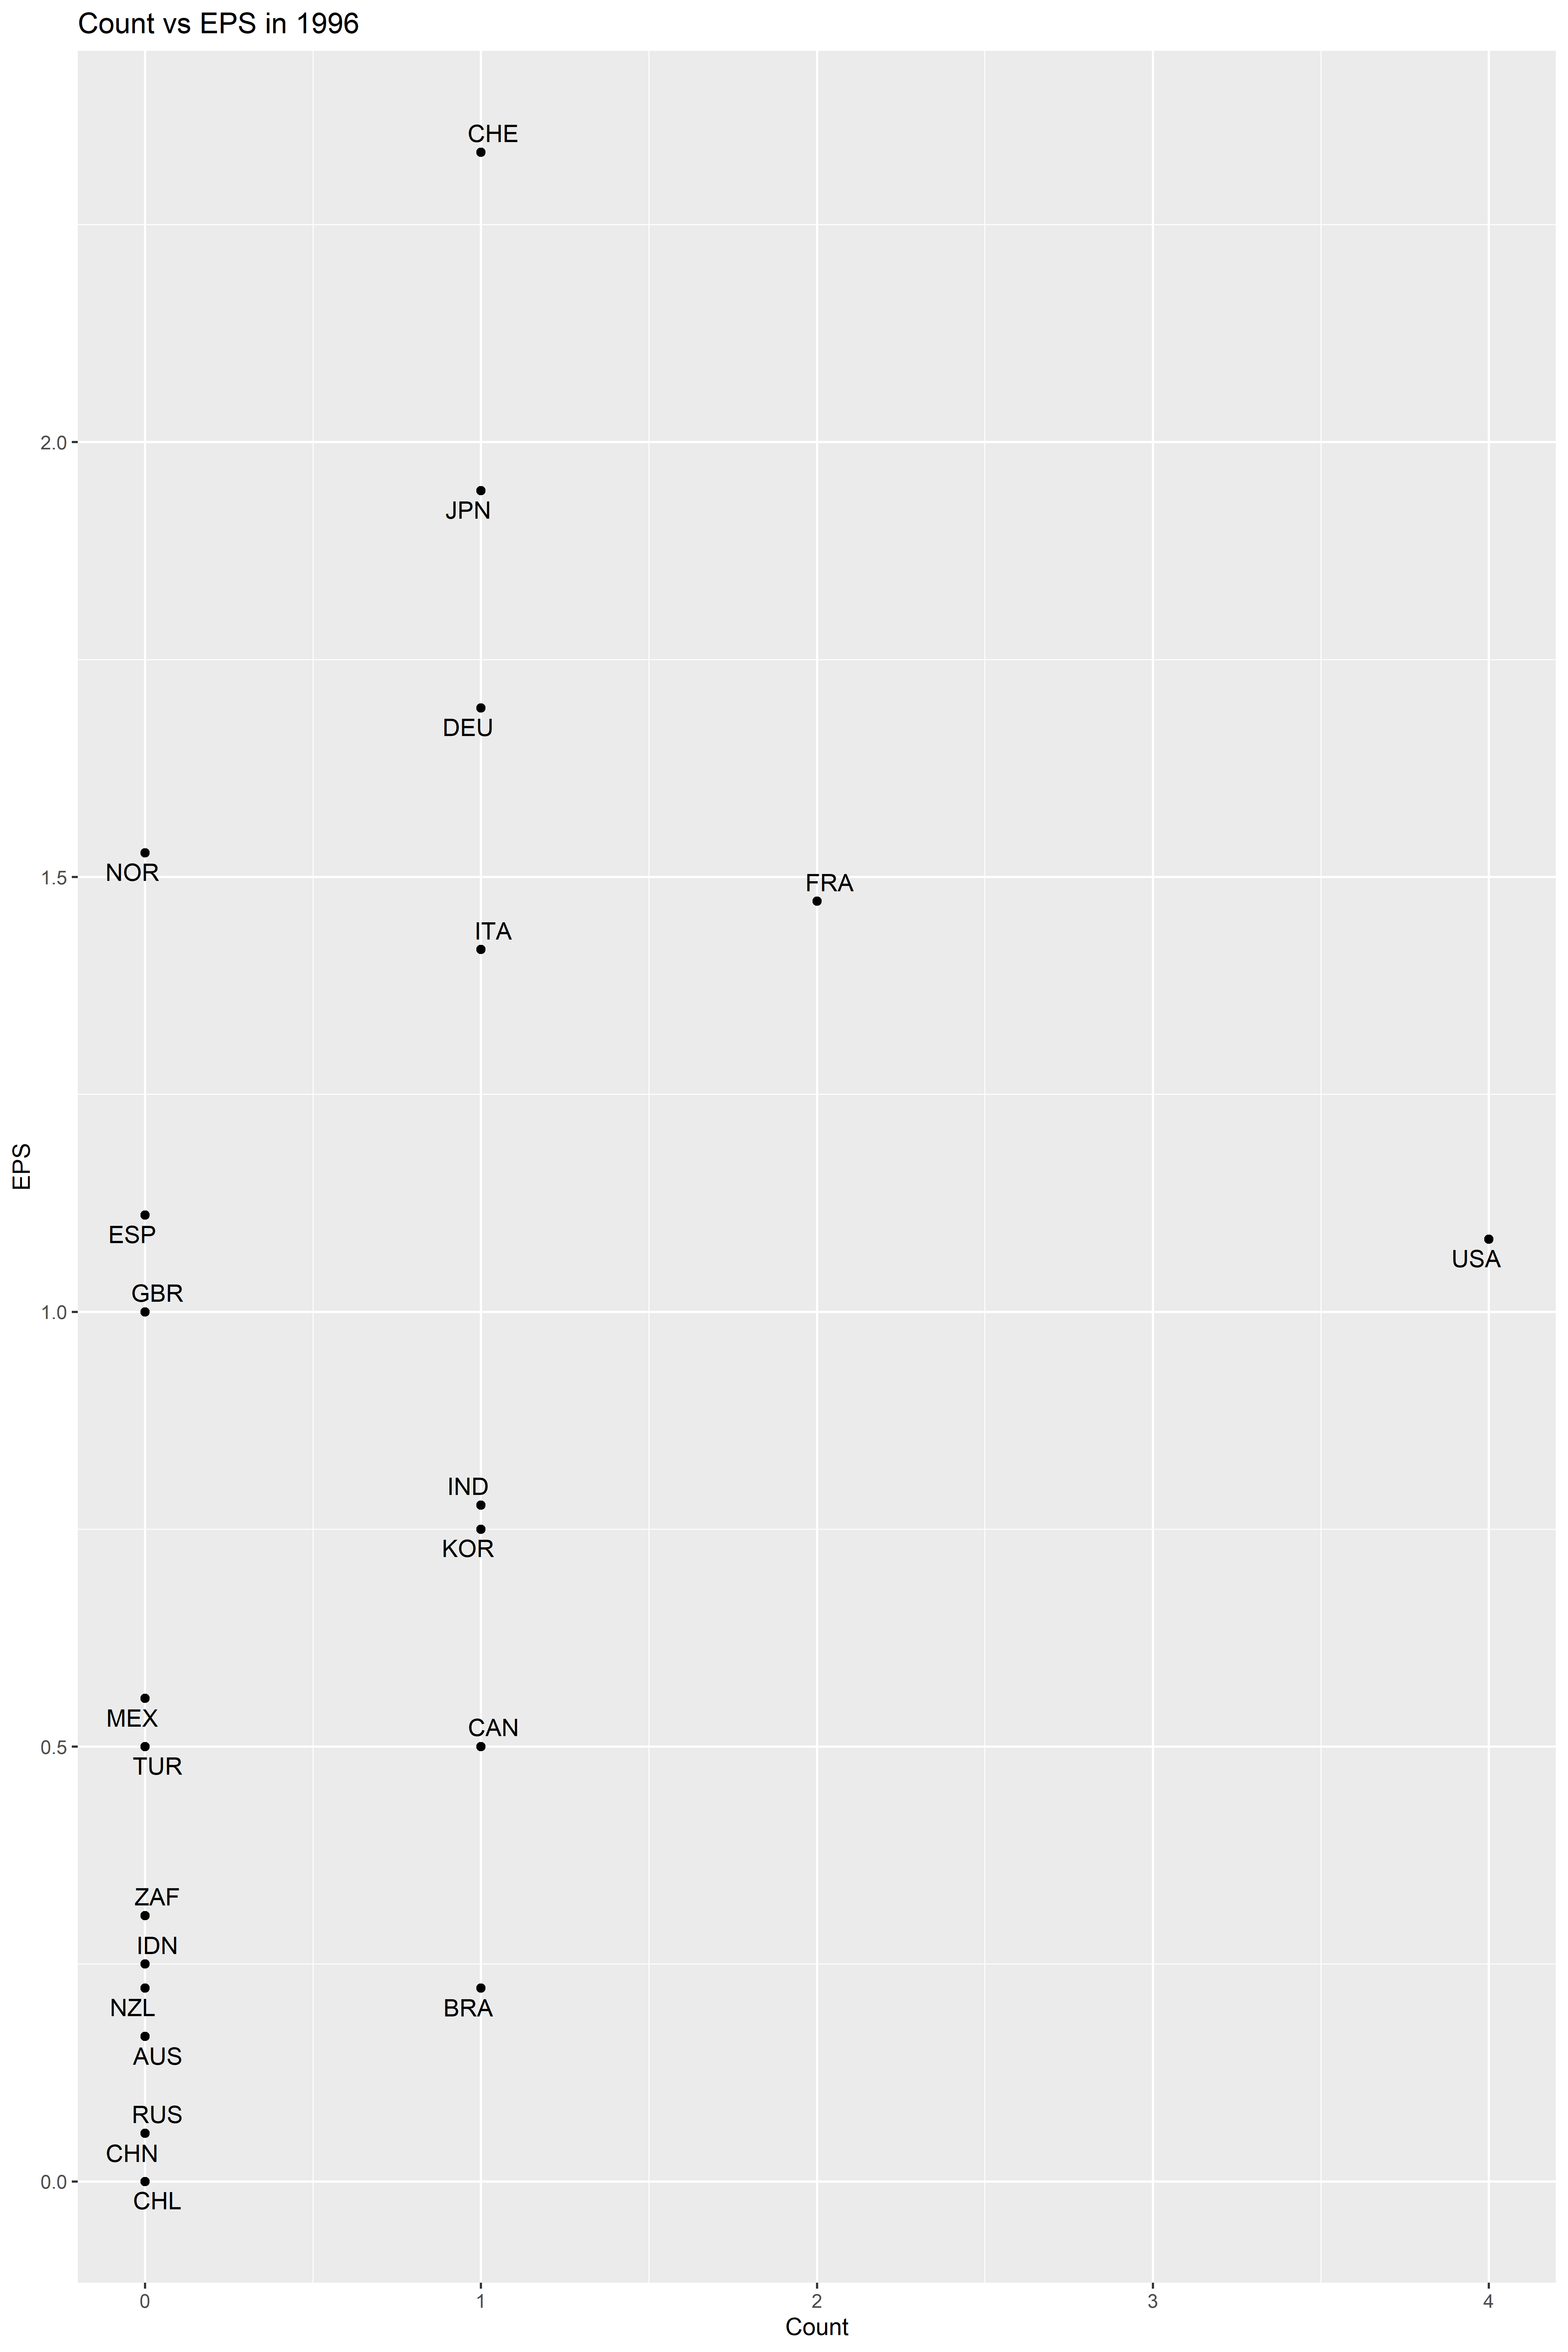 Count vs EPS in 1996
CHE
2.0
JPN
DEU
NOR
1.5
FRA
ITA
EPS
ESP
USA
GBR
1.0
IND
KOR
MEX
CAN
0.5
TUR
ZAF
IDN
NZL
BRA
AUS
RUS
CHN
0.0
CHL
0 1 2 3 4
Count